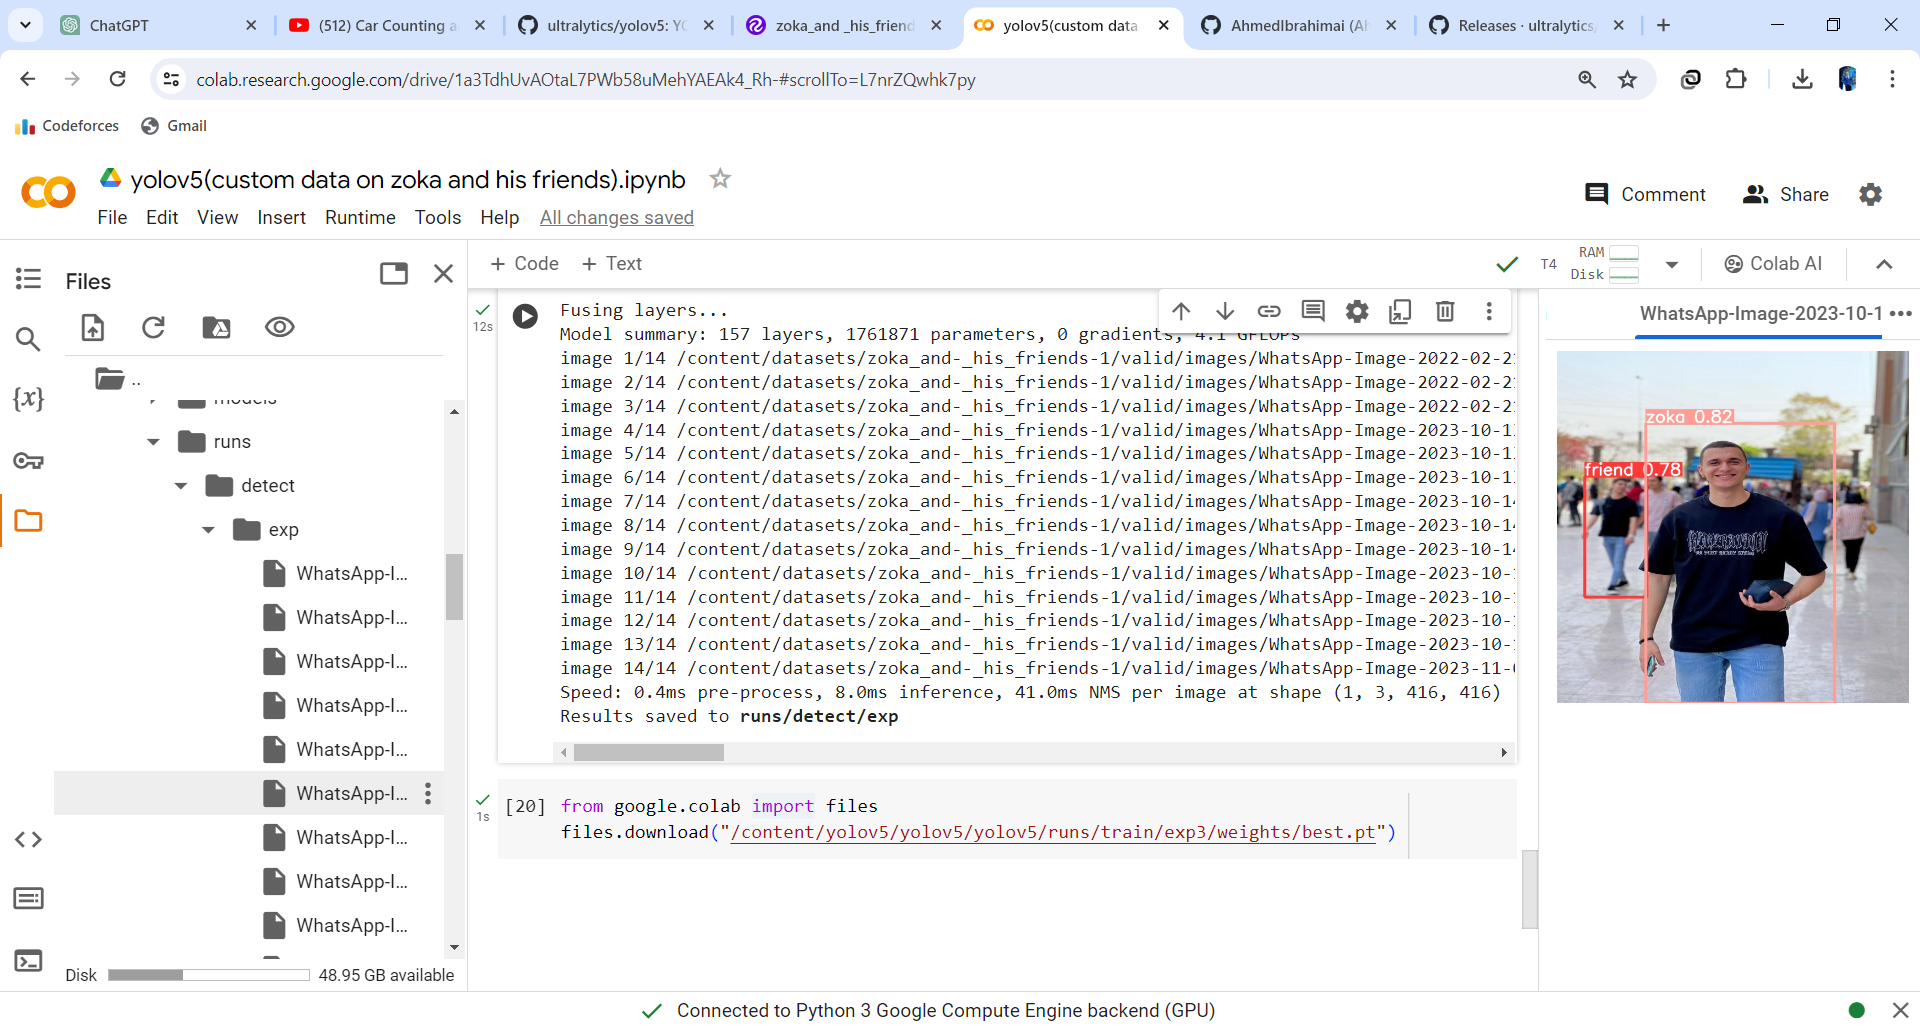 ChatGPT
(512) Car Counting a
ultralytics/yolov5: YO
zoka_and _his_friend
yolov5(custom data
AhmedIbrahimai (Ah
Releases · ultralytics/
colab.research.google.com/drive/1a3TdhUvAOtaL7PWb58uMehYAEAk4_Rh-#scrollTo=L7nrZQwhk7py
Codeforces
Gmail
yolov5(custom data on zoka and his friends).ipynb
Comment
Share
File Edit View Insert Runtime Tools Help All changes saved
Files
+ Code + Text
T4
RAM
Disk
Colab AI
..
models
runs
detect
exp
WhatsApp-I...
WhatsApp-I...
WhatsApp-I...
WhatsApp-I...
WhatsApp-I...
WhatsApp-I...
WhatsApp-I...
WhatsApp-I...
WhatsApp-I...
Disk
48.95 GB available
{x}
12s
Fusing layers...
Model summary: 157 layers, 1761871 parameters, 0 gradients, 4.1 GFLOPs
image 1/14 /content/datasets/zoka_and-_his_friends-1/valid/images/WhatsApp-Image-2022-02-21
image 2/14 /content/datasets/zoka_and-_his_friends-1/valid/images/WhatsApp-Image-2022-02-21
image 3/14 /content/datasets/zoka_and-_his_friends-1/valid/images/WhatsApp-Image-2022-02-21
image 4/14 /content/datasets/zoka_and-_his_friends-1/valid/images/WhatsApp-Image-2023-10-11
image 5/14 /content/datasets/zoka_and-_his_friends-1/valid/images/WhatsApp-Image-2023-10-11
image 6/14 /content/datasets/zoka_and-_his_friends-1/valid/images/WhatsApp-Image-2023-10-11
image 7/14 /content/datasets/zoka_and-_his_friends-1/valid/images/WhatsApp-Image-2023-10-14
image 8/14 /content/datasets/zoka_and-_his_friends-1/valid/images/WhatsApp-Image-2023-10-14
image 9/14 /content/datasets/zoka_and-_his_friends-1/valid/images/WhatsApp-Image-2023-10-14
image 10/14 /content/datasets/zoka_and-_his_friends-1/valid/images/WhatsApp-Image-2023-10-
image 11/14 /content/datasets/zoka_and-_his_friends-1/valid/images/WhatsApp-Image-2023-10-
image 12/14 /content/datasets/zoka_and-_his_friends-1/valid/images/WhatsApp-Image-2023-10-
image 13/14 /content/datasets/zoka_and-_his_friends-1/valid/images/WhatsApp-Image-2023-10-
image 14/14 /content/datasets/zoka_and-_his_friends-1/valid/images/WhatsApp-Image-2023-11-
Speed: 0.4ms pre-process, 8.0ms inference, 41.0ms NMS per image at shape (1, 3, 416, 416)
Results saved to runs/detect/exp
1s
[20] from google.colab import files
files.download("/content/yolov5/yolov5/yolov5/runs/train/exp3/weights/best.pt")
WhatsApp-Image-2023-10-1
zoka 0.82
friend 0.78
Connected to Python 3 Google Compute Engine backend (GPU)